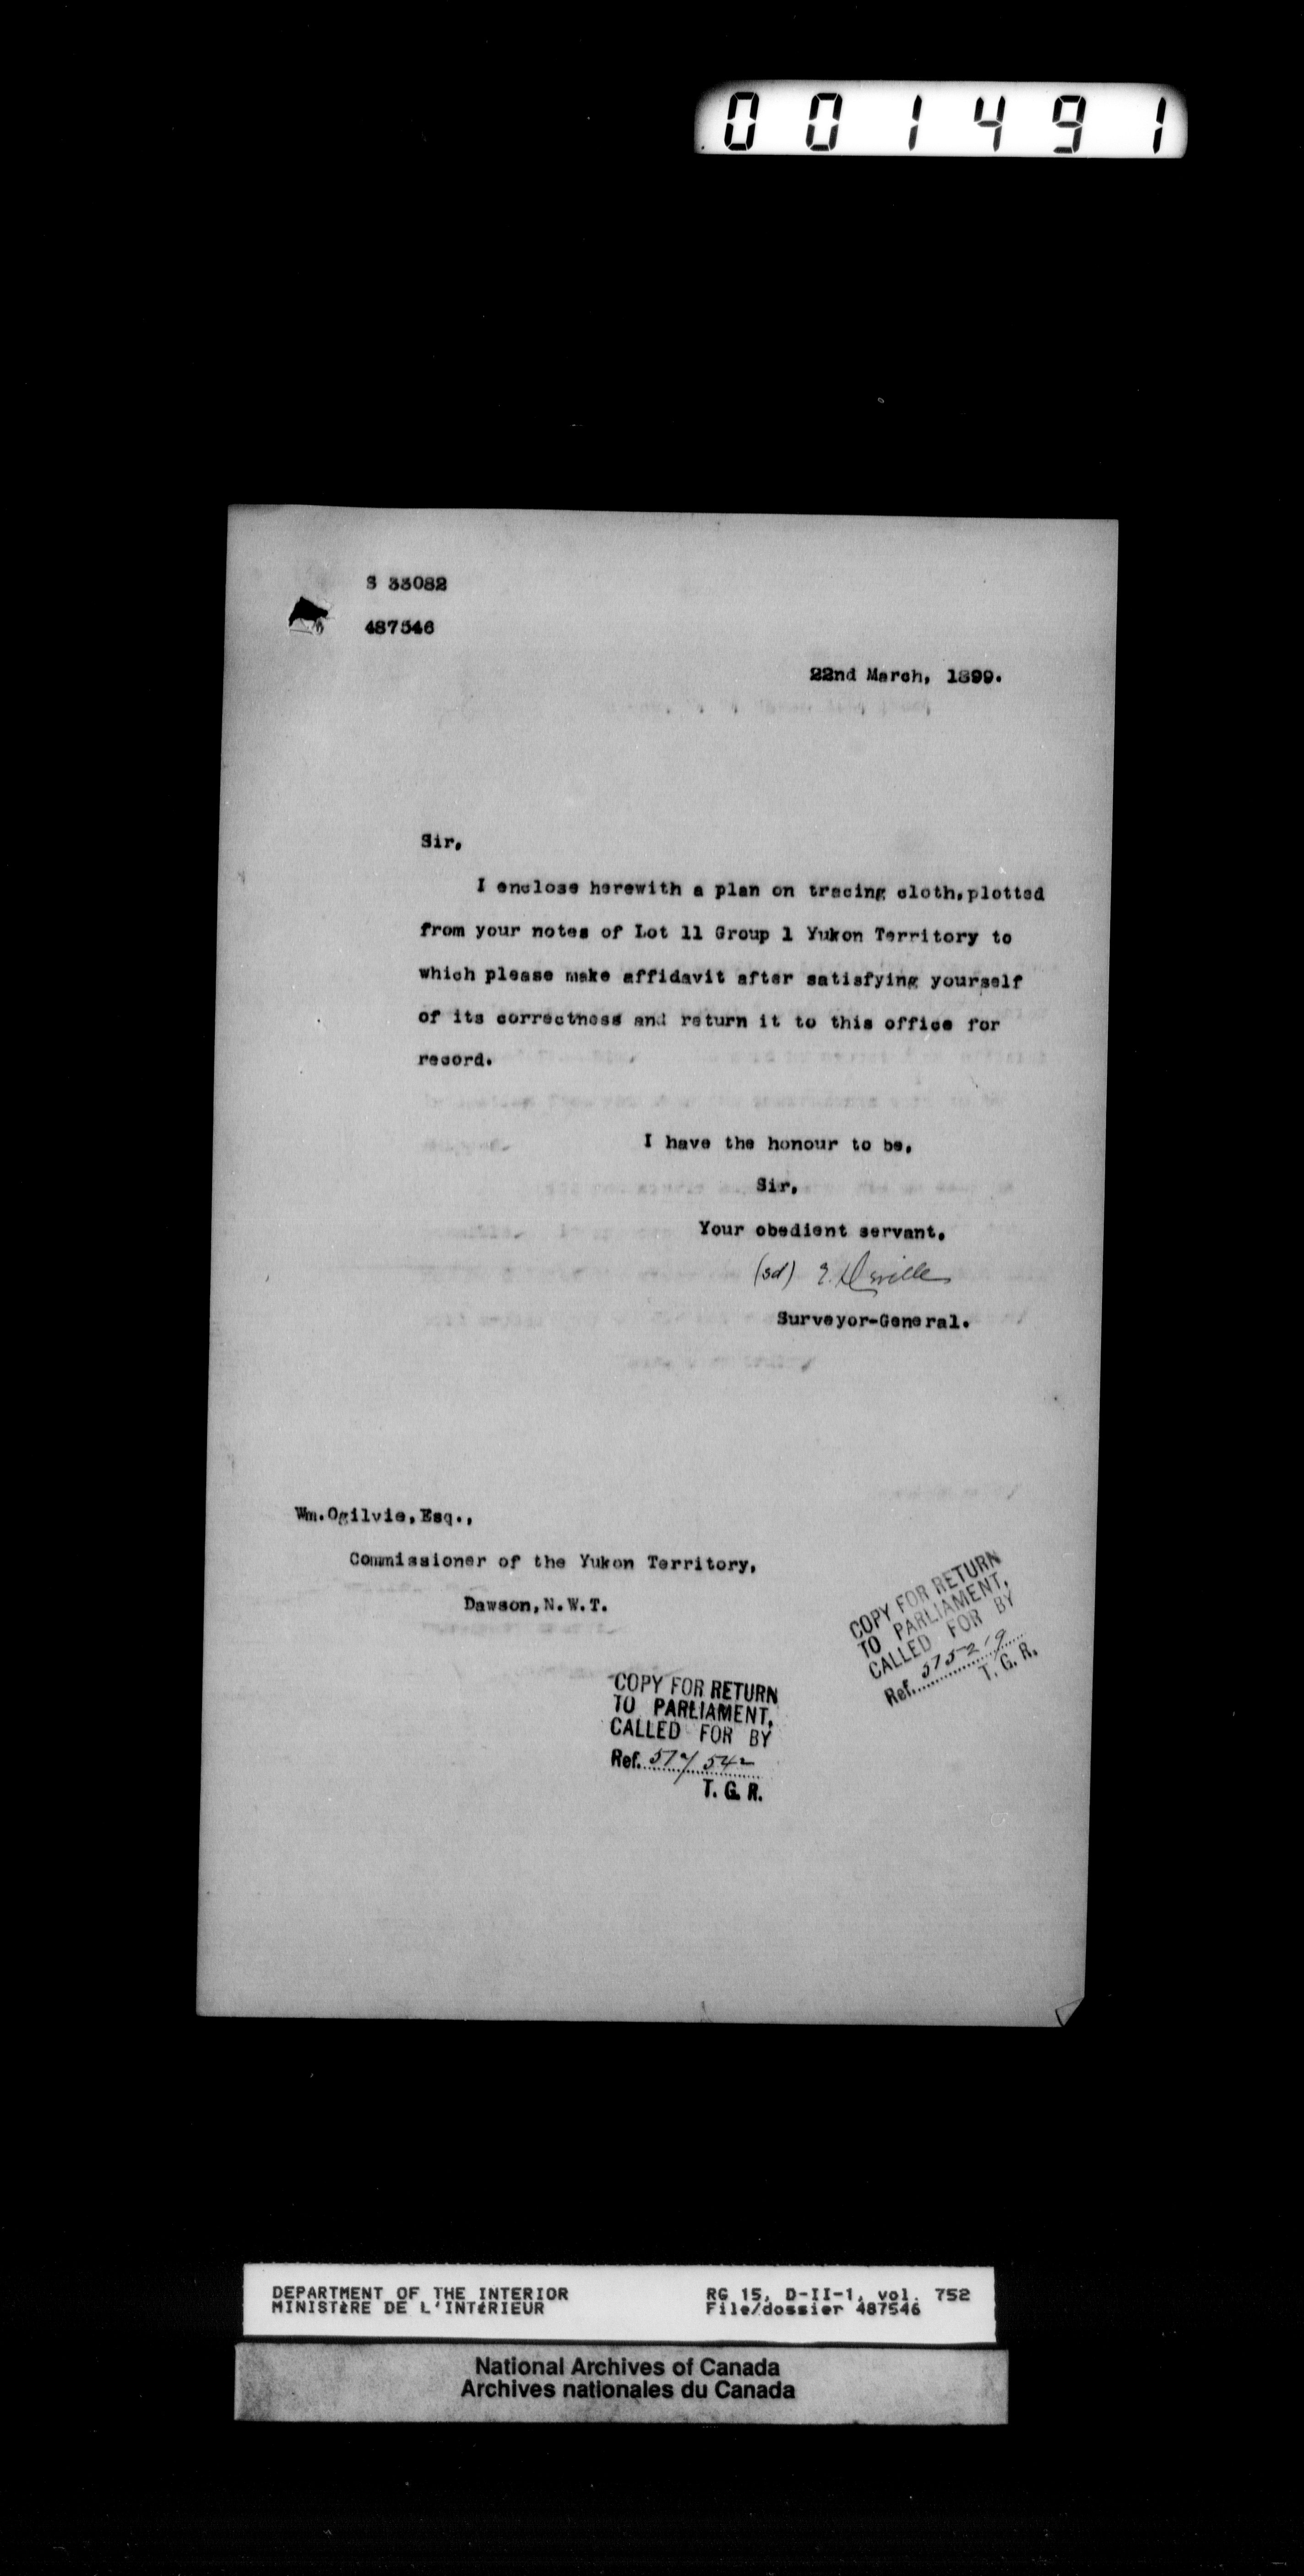 001491
S 33082
487546
22nd March, 1899.
Sir,
I enclose herewith a plan on tracing cloth,plotted
from your notes of Lot 11 Group 1 Yukon Territory to
which please make affidavit after satisfying yourself
of its correctness and return it to this office for
record.
I have the honour to be,
Sir,
Your obedient servant,
(sd) E. Deville
Surveyor-General.
Wm.Ogilvie,Esq.,
Commissioner of the Yukon Territory,
Dawson,N.W.T.
COPY FOR RETURN
TO PARLIAMENT,
CALLED FOR BY
Ref. 575219
T. G. R.
COPY FOR RETURN
TO PARLIAMENT,
CALLED FOR BY
Ref.
T. G. R.
DEPARTMENT OF THE INTERIOR
MINISTèRE DE L'INTéRIEUR
RG 15, D-II-1, vol. 752
File/dossier 487546
National Archives of Canada
Archives nationales du Canada